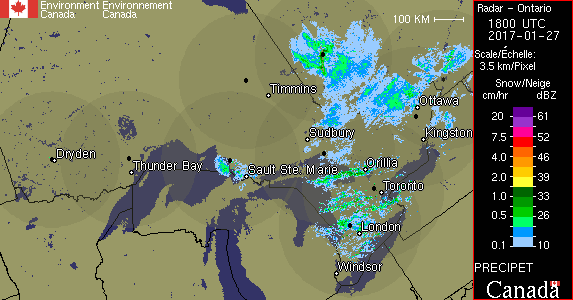 Environment Environnement
Canada Canada
100 KM
Timmins
Ottawa
Sudbury
Kingston
Dryden
Thunder Bay
Sault Ste. Marie
Orillia
Toronto
London
Windsor
Radar - Ontario
1800 UTC
2017-01-27
Scale/Échelle:
3.5 km/Pixel
Snow/Neige
cm/hr dBZ
20 61
7.5 52
4.0 46
2.0 39
1.0 33
0.5 26
0.1 10
PRECIPET
Canada